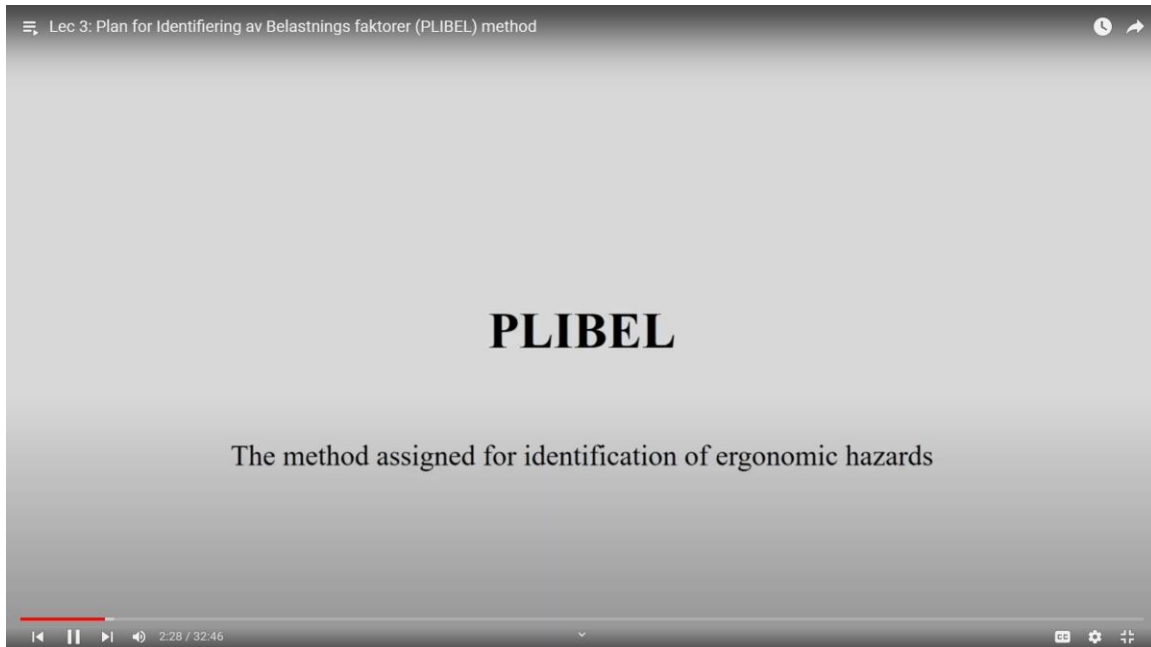 Lec 3: Plan for Identifiering av Belastnings faktorer (PLIBEL) method
PLIBEL
The method assigned for identification of ergonomic hazards
2:28 / 32:46
CC